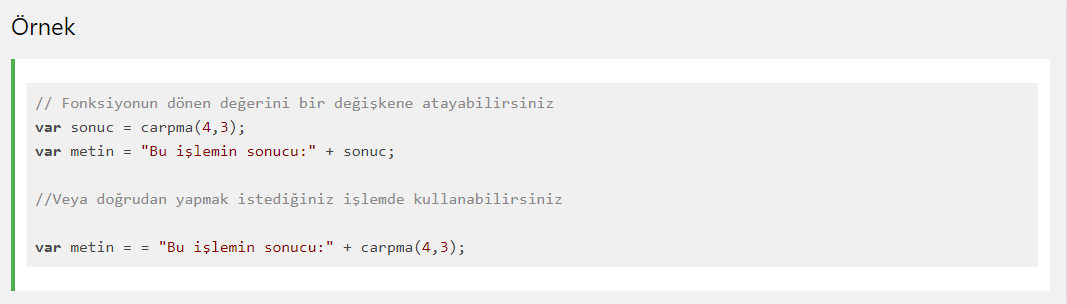 Örnek
// Fonksiyonun dönen değerini bir değişkene atayabilirsiniz
var sonuc = carpma(4,3);
var metin = "Bu işlemin sonucu:" + sonuc;
//Veya doğrudan yapmak istediğiniz işlemde kullanabilirsiniz
var metin = = "Bu işlemin sonucu:" + carpma(4,3);